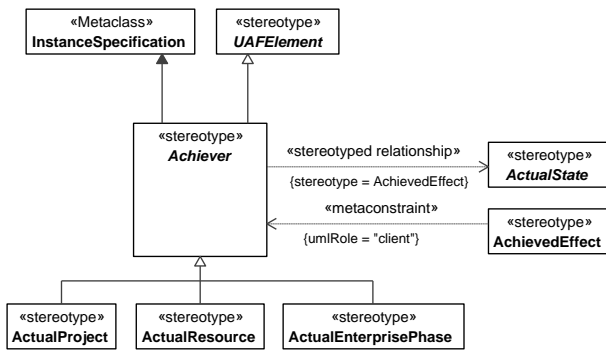 «Metaclass»
InstanceSpecification
«stereotype»
UAFElement
«stereotype»
Achiever
«stereotyped relationship»
{stereotype = AchievedEffect}
«stereotype»
ActualState
«metaconstraint»
{umlRole = "client"}
«stereotype»
AchievedEffect
«stereotype»
ActualProject
«stereotype»
ActualResource
«stereotype»
ActualEnterprisePhase